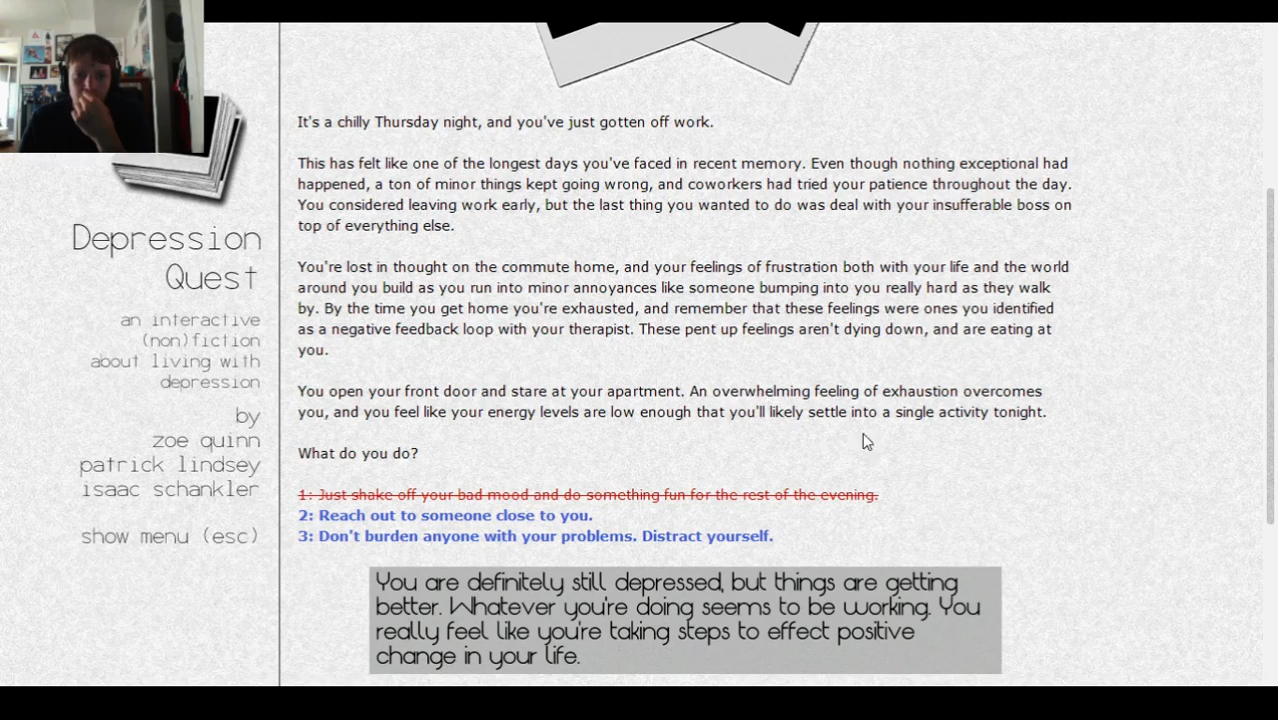 Depression
Quest
an interactive
(non)fiction
about living with
depression
by
zoe quinn
patrick lindsey
isaac schankler
show menu (esc)
It's a chilly Thursday night, and you've just gotten off work.
This has felt like one of the longest days you've faced in recent memory. Even though nothing exceptional had
happened, a ton of minor things kept going wrong, and coworkers had tried your patience throughout the day.
You considered leaving work early, but the last thing you wanted to do was deal with your insufferable boss on
top of everything else.
You're lost in thought on the commute home, and your feelings of frustration both with your life and the world
around you build as you run into minor annoyances like someone bumping into you really hard as they walk
by. By the time you get home you're exhausted, and remember that these feelings were ones you identified
as a negative feedback loop with your therapist. These pent up feelings aren't dying down, and are eating at
you.
You open your front door and stare at your apartment. An overwhelming feeling of exhaustion overcomes
you, and you feel like your energy levels are low enough that you'll likely settle into a single activity tonight.
What do you do?
1: Just shake off your bad mood and do something fun for the rest of the evening.
2: Reach out to someone close to you.
3: Don't burden anyone with your problems. Distract yourself.
You are definitely still depressed, but things are getting
better. Whatever you're doing seems to be working. You
really feel like you're taking steps to effect positive
change in your life.